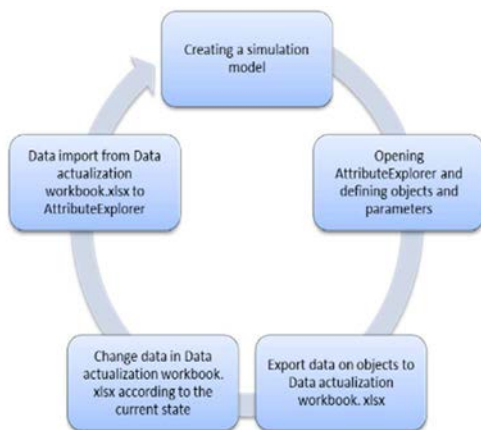 Creating a simulation
model
Opening
AttributeExplorer and
defining objects and
parameters
Export data on objects to
Data actualization
workbook. xlsx
Change data in Data
actualization workbook.
xlsx according to the
current state
Data import from Data
actualization
workbook.xlsx to
AttributeExplorer